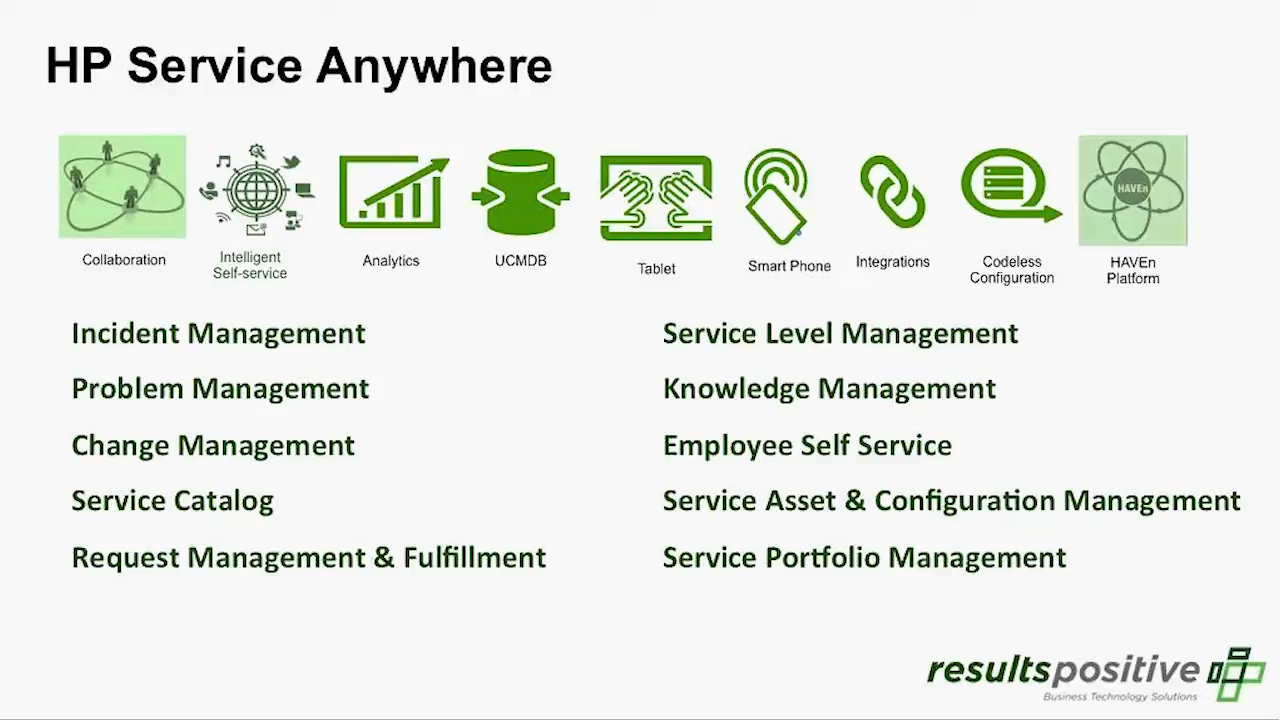 HP Service Anywhere
HAVEn
Collaboration
Intelligent
Self-service
Analytics
UCMDB
Tablet
Smart Phone
Integrations
Codeless
Configuration
HAVEn
Platform
Incident Management
Problem Management
Change Management
Service Catalog
Request Management & Fulfillment
Service Level Management
Knowledge Management
Employee Self Service
Service Asset & Configuration Management
Service Portfolio Management
resultspositive
Business Technology Solutions